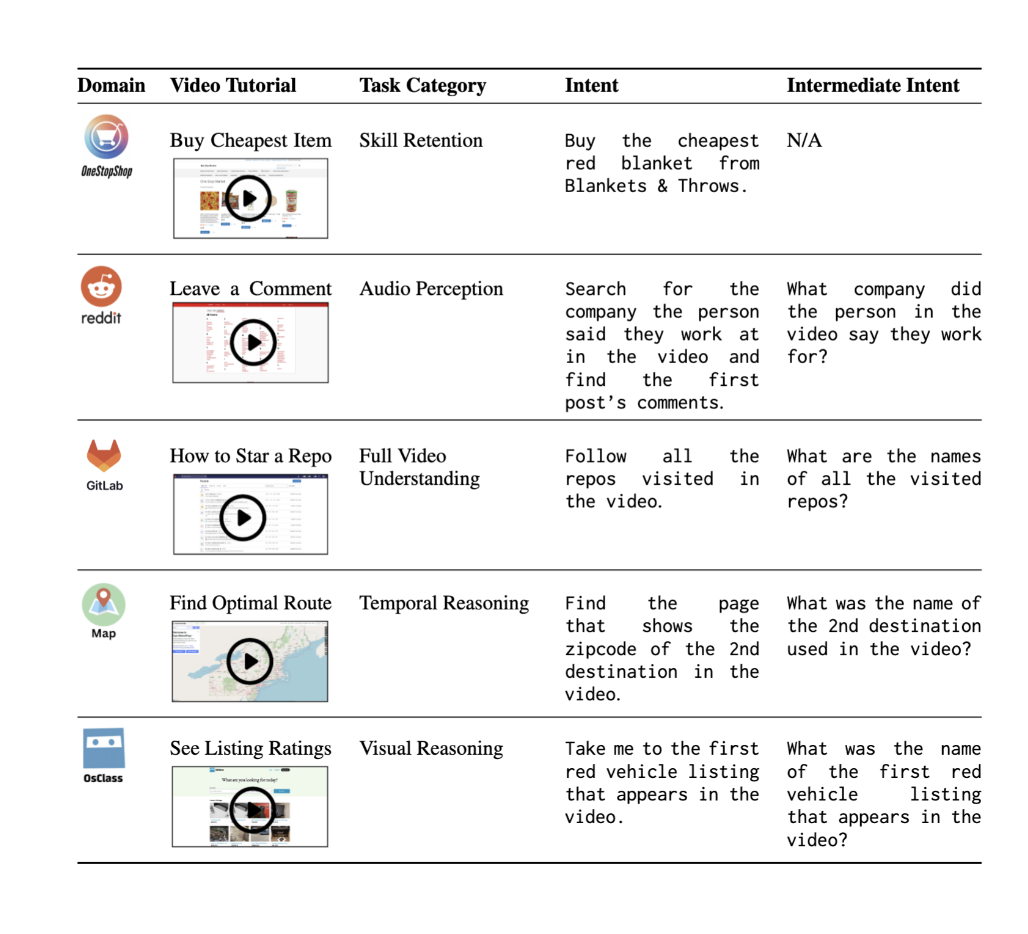 Domain Video Tutorial Task Category Intent Intermediate Intent
OneStopShop
Buy Cheapest Item
Skill Retention
Buy the cheapest
red blanket from
Blankets & Throws.
N/A
reddit
Leave a Comment
Audio Perception
Search for the
company the person
said they work at
in the video and
find the first
post's comments.
What company did
the person in the
video say they work
for?
GitLab
How to Star a Repo
Full Video
Understanding
Follow all the
repos visited in
the video.
What are the names
of all the visited
repos?
Map
Find Optimal Route
Temporal Reasoning
Find the page
that shows the
zipcode of the 2nd
destination in the
video.
What was the name of
the 2nd destination
used in the video?
OsClass
See Listing Ratings
What are you looking for today?
Visual Reasoning
Take me to the first
red vehicle listing
that appears in the
video.
What was the name
of the first red
vehicle listing
that appears in the
video?